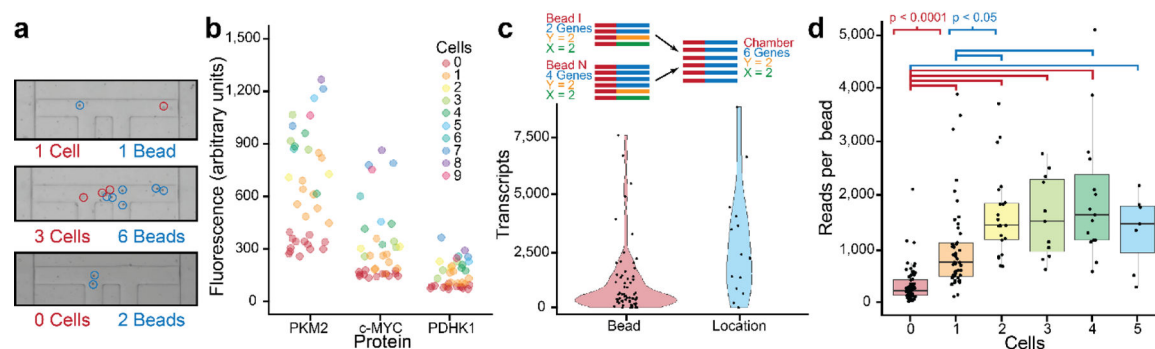 a
1 Cell 1 Bead
3 Cells 6 Beads
0 Cells 2 Beads
b
Fluorescence (arbitrary units)
1,500
1,200
900
600
300
0
Cells
0
1
2
3
4
5
6
7
8
9
PKM2 c-MYC PDHK1
Protein
c
Bead I
2 Genes
Y = 2
X = 2
Bead N
4 Genes
Y = 2
X = 2
Chamber
6 Genes
Y = 2
X = 2
Transcripts
7,500
5,000
2,500
0
Bead Location
d
p < 0.0001 p < 0.05
Reads per bead
5,000
4,000
3,000
2,000
1,000
0
0 1 2 3 4 5
Cells